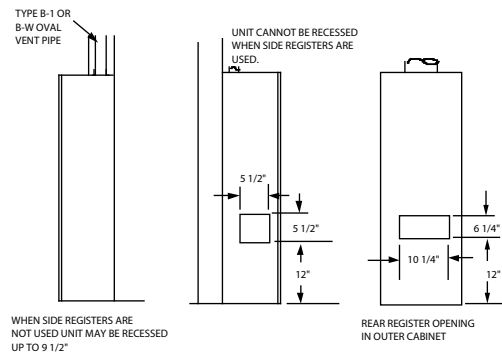 TYPE B-1 OR
B-W OVAL
VENT PIPE
UNIT CANNOT BE RECESSED
WHEN SIDE REGISTERS ARE
USED.
5 1/2"
5 1/2"
12"
6 1/4"
10 1/4"
12"
WHEN SIDE REGISTERS ARE
NOT USED UNIT MAY BE RECESSED
UP TO 9 1/2"
REAR REGISTER OPENING
IN OUTER CABINET